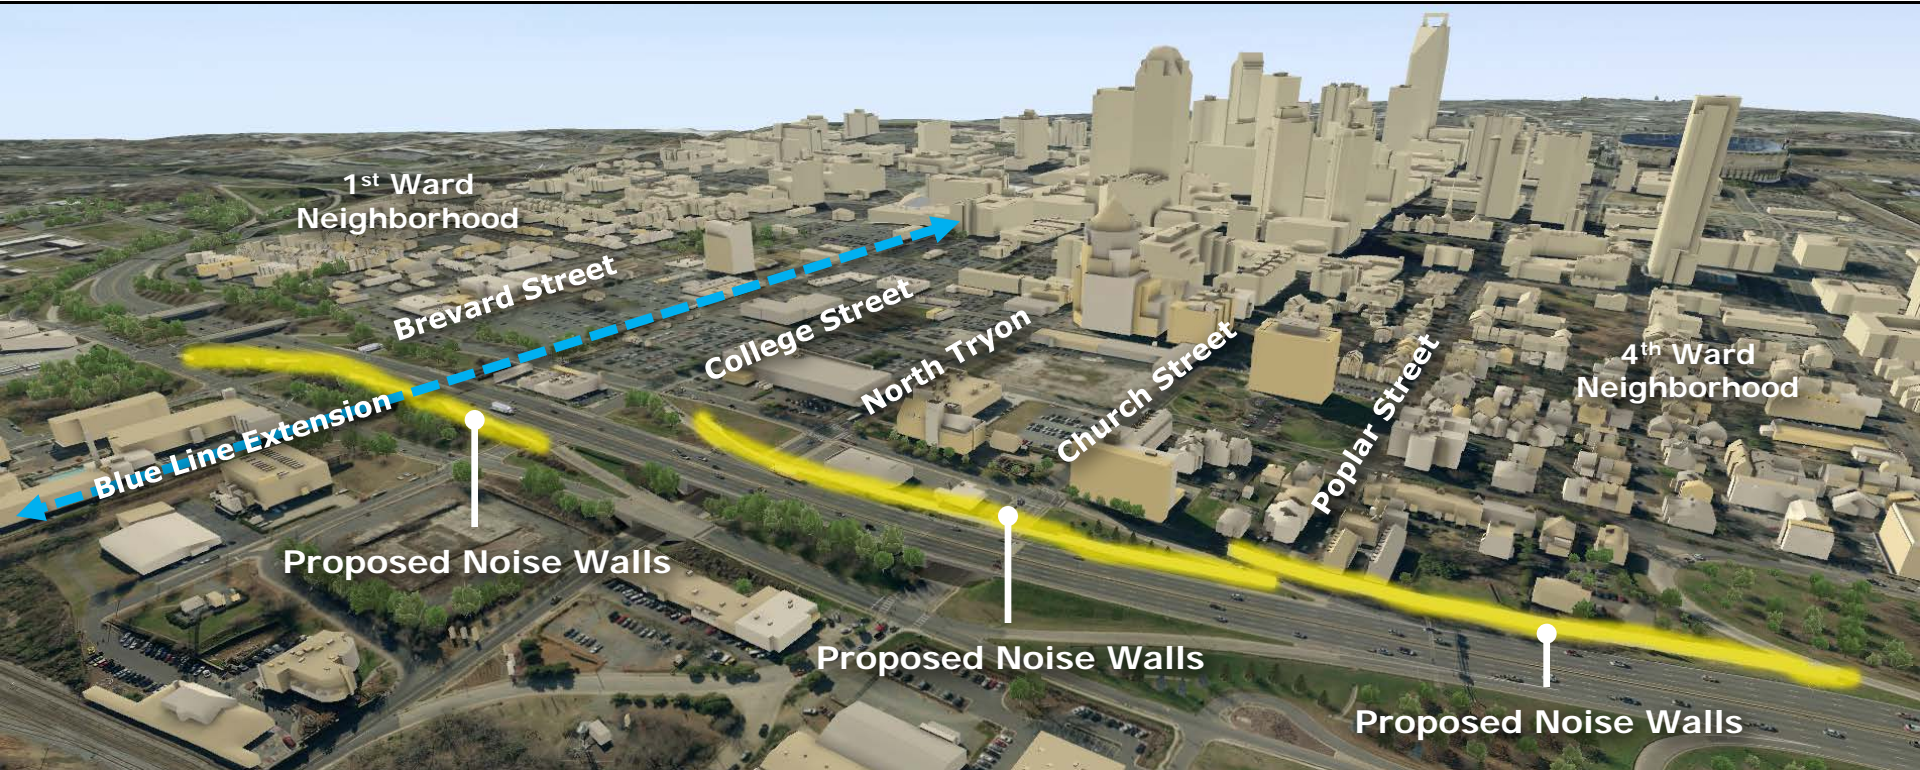 1st Ward
Neighborhood
Brevard Street
College Street
North Tryon
Church Street
Poplar Street
4th Ward
Neighborhood
Blue Line Extension
Proposed Noise Walls
Proposed Noise Walls
Proposed Noise Walls